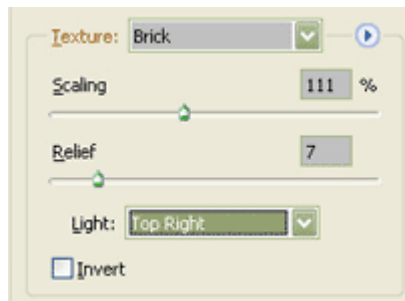 Texture: Brick
Scaling 111 %
Relief 7
Light: Top Right
Invert